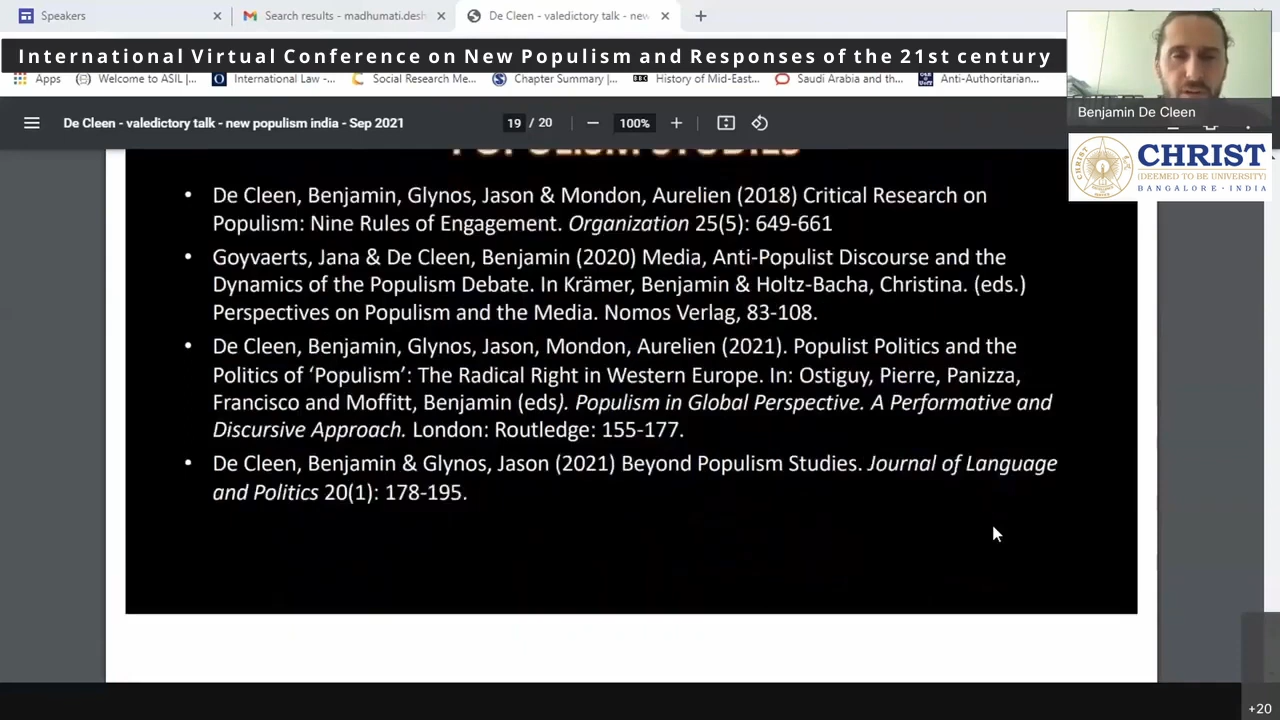 Speakers
Search results - madhumati.desh
De Cleen - valedictory talk - new
International Virtual Conference on New Populism and Responses of the 21st century
Apps
Welcome to ASIL |...
International Law -...
Social Research Me...
Chapter Summary |...
BBC
History of Mid-East...
Saudi Arabia and th...
Anti-Authoritarian...
Benjamin De Cleen
De Cleen - valedictory talk - new populism india - Sep 2021
19 / 20
100%
CHRIST
(DEEMED TO BE UNIVERSITY)
BANGALORE · INDIA
POPULISM STUDIES
• De Cleen, Benjamin, Glynos, Jason & Mondon, Aurelien (2018) Critical Research on
Populism: Nine Rules of Engagement. Organization 25(5): 649-661
• Goyvaerts, Jana & De Cleen, Benjamin (2020) Media, Anti-Populist Discourse and the
Dynamics of the Populism Debate. In Krämer, Benjamin & Holtz-Bacha, Christina. (eds.)
Perspectives on Populism and the Media. Nomos Verlag, 83-108.
• De Cleen, Benjamin, Glynos, Jason, Mondon, Aurelien (2021). Populist Politics and the
Politics of ‘Populism’: The Radical Right in Western Europe. In: Ostiguy, Pierre, Panizza,
Francisco and Moffitt, Benjamin (eds). Populism in Global Perspective. A Performative and
Discursive Approach. London: Routledge: 155-177.
• De Cleen, Benjamin & Glynos, Jason (2021) Beyond Populism Studies. Journal of Language
and Politics 20(1): 178-195.
+20